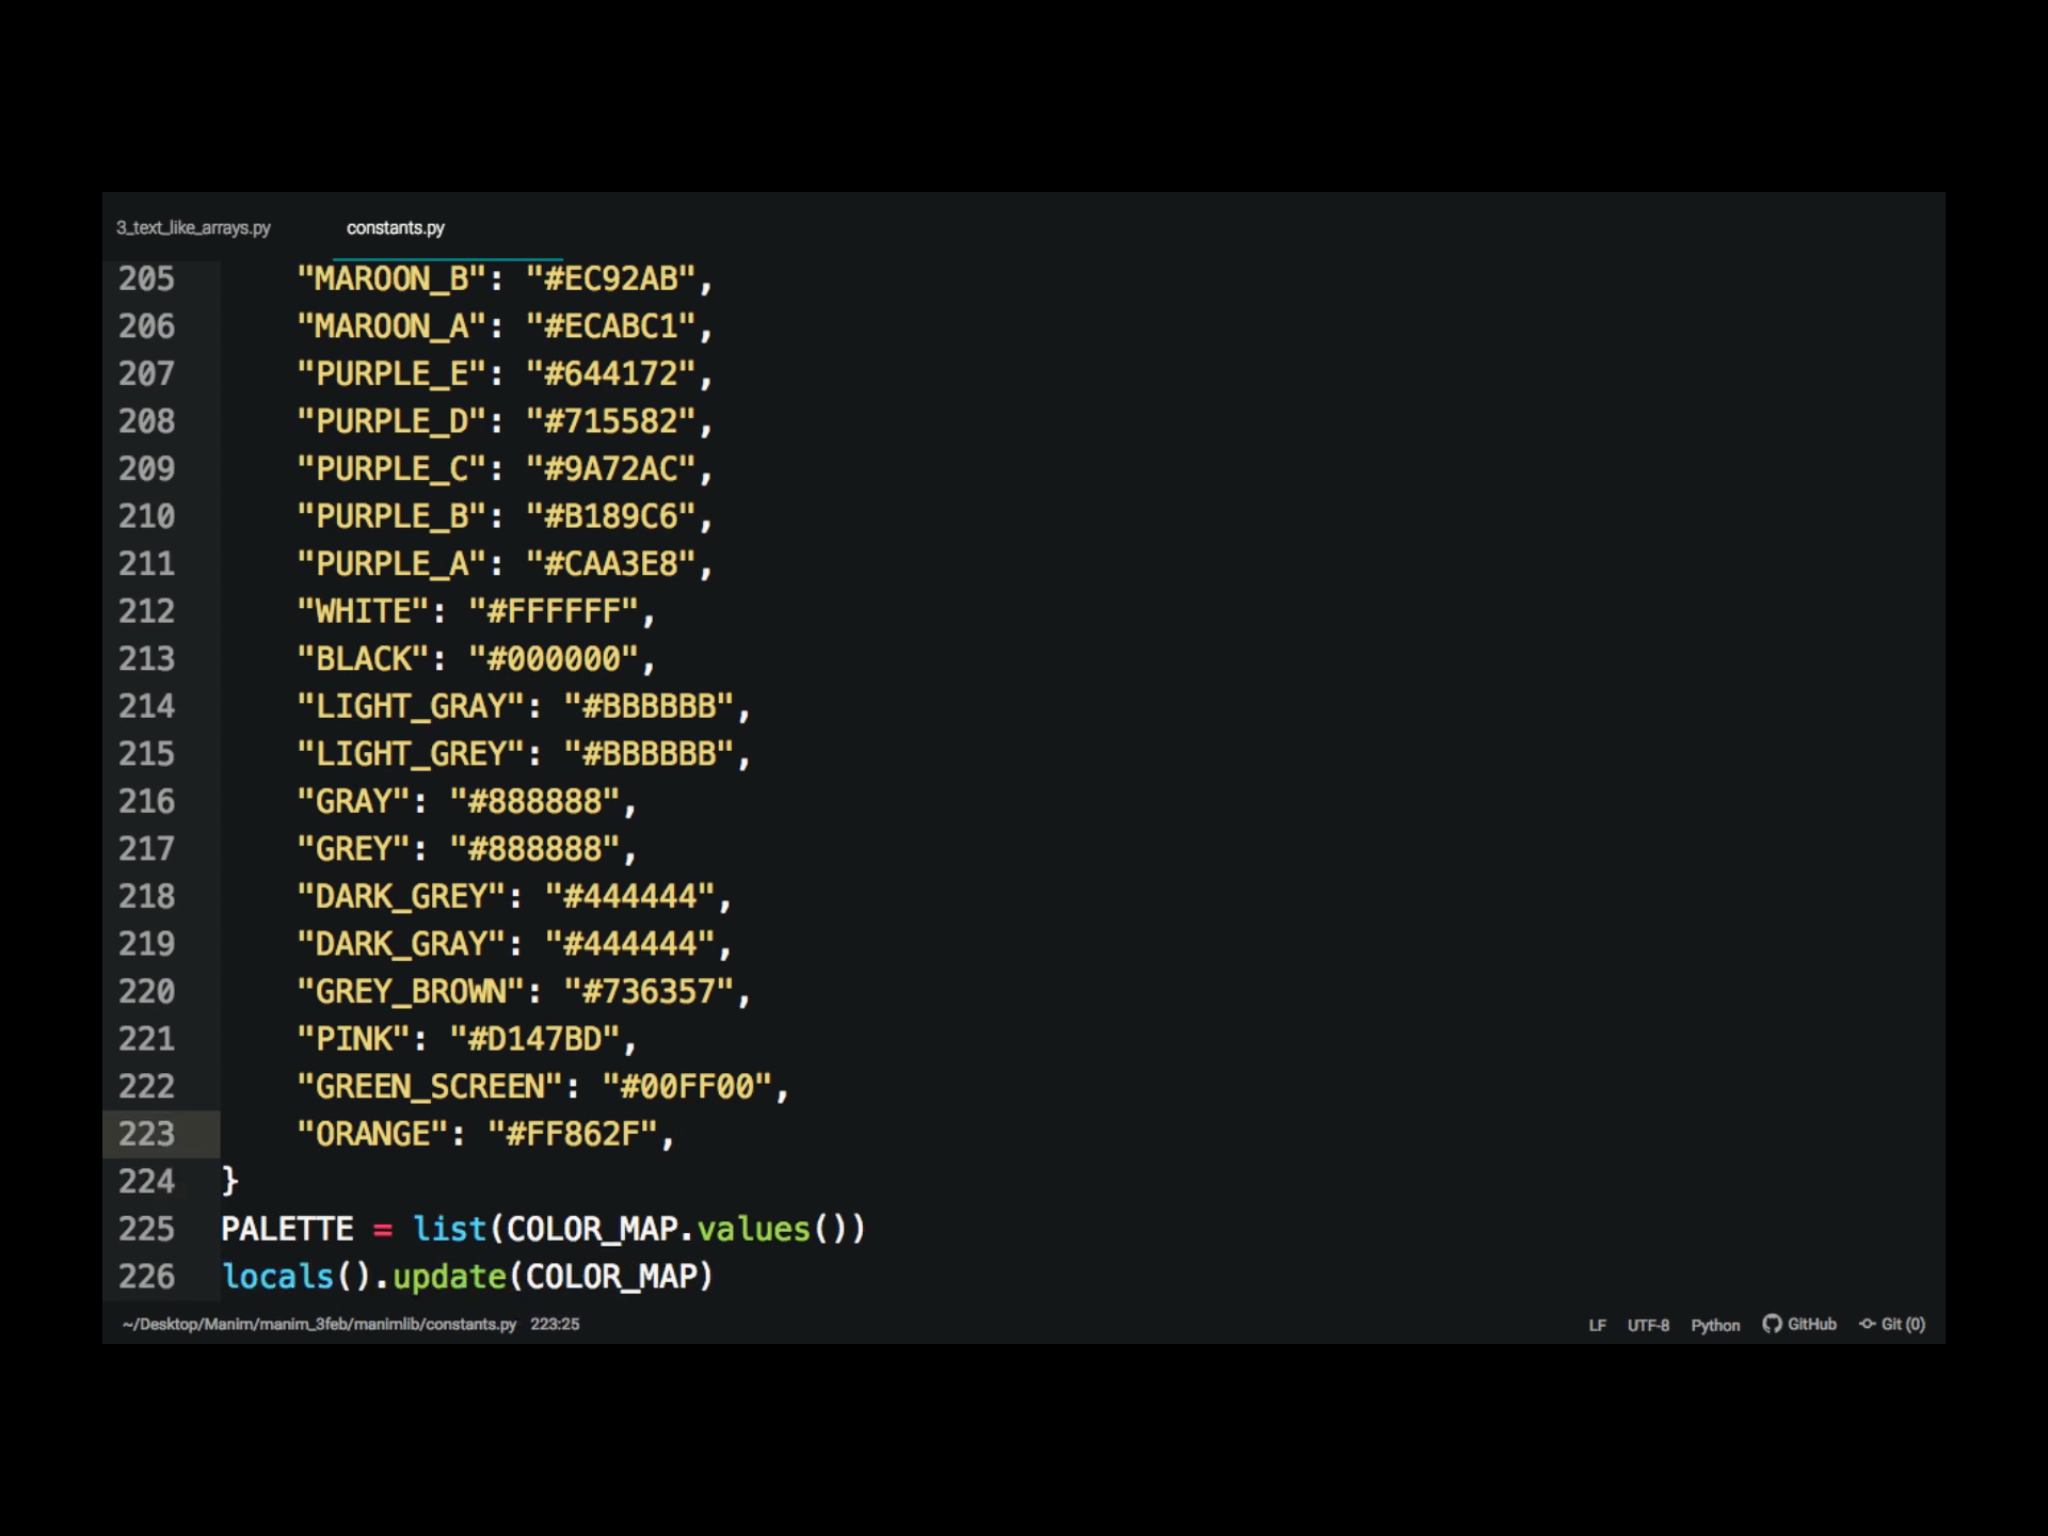 3_text_like_arrays.py constants.py
205 "MAROON_B": "#EC92AB",
206 "MAROON_A": "#ECABC1",
207 "PURPLE_E": "#644172",
208 "PURPLE_D": "#715582",
209 "PURPLE_C": "#9A72AC",
210 "PURPLE_B": "#B189C6",
211 "PURPLE_A": "#CAA3E8",
212 "WHITE": "#FFFFFF",
213 "BLACK": "#000000",
214 "LIGHT_GRAY": "#BBBBBB",
215 "LIGHT_GREY": "#BBBBBB",
216 "GRAY": "#888888",
217 "GREY": "#888888",
218 "DARK_GREY": "#444444",
219 "DARK_GRAY": "#444444",
220 "GREY_BROWN": "#736357",
221 "PINK": "#D147BD",
222 "GREEN_SCREEN": "#00FF00",
223 "ORANGE": "#FF862F",
224 }
225 PALETTE = list(COLOR_MAP.values())
226 locals().update(COLOR_MAP)
~/Desktop/Manim/manim_3feb/manimlib/constants.py 223:25 LF UTF-8 Python GitHub Git (0)